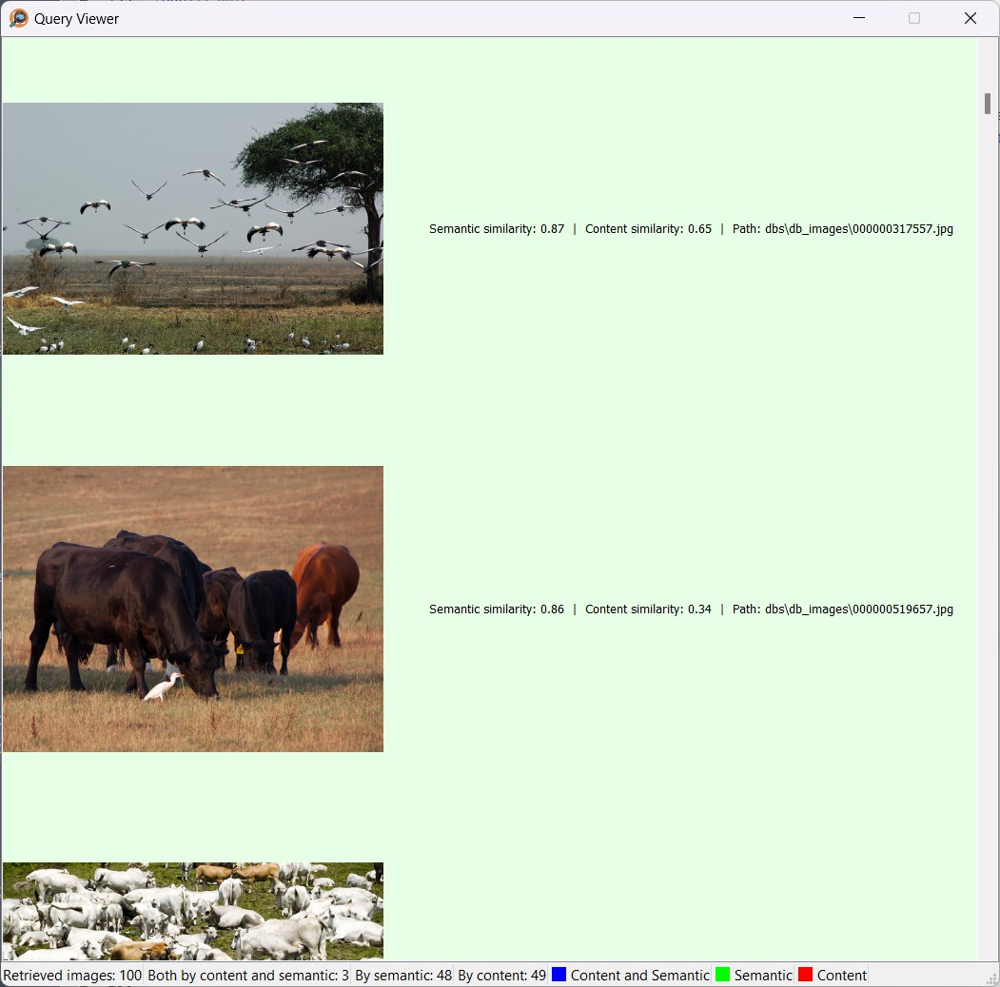 Query Viewer
Semantic similarity: 0.87 | Content similarity: 0.65 | Path: dbs\db_images\000000317557.jpg
Semantic similarity: 0.86 | Content similarity: 0.34 | Path: dbs\db_images\000000519657.jpg
Retrieved images: 100 Both by content and semantic: 3 By semantic: 48 By content: 49 Content and Semantic Semantic Content